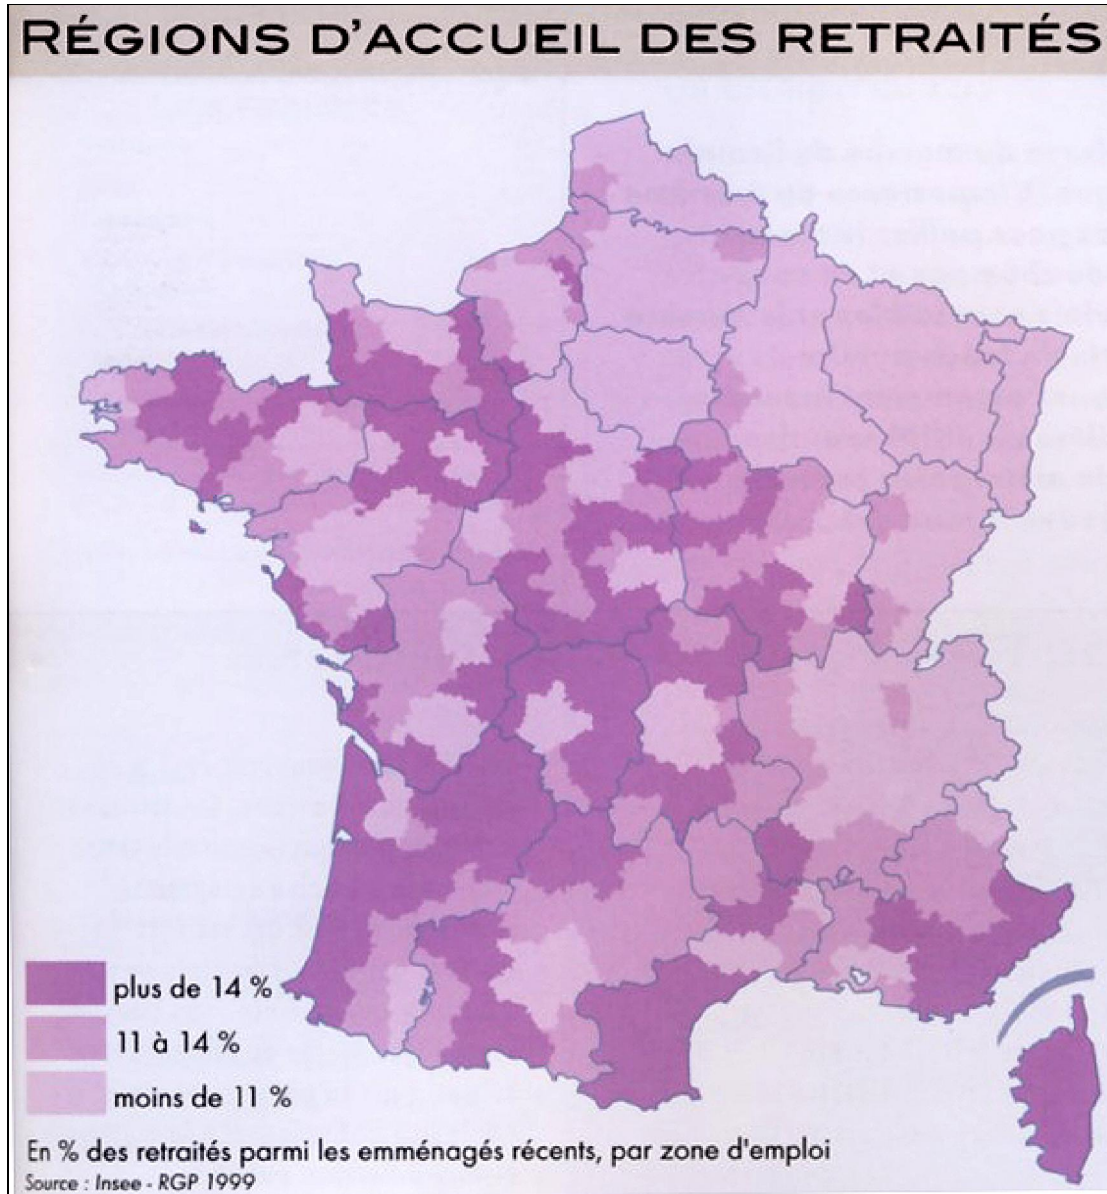 RÉGIONS D'ACCUEIL DES RETRAITÉS
plus de 14 %
11 à 14 %
moins de 11 %
En % des retraités parmi les emménagés récents, par zone d'emploi
Source : Insee - RGP 1999